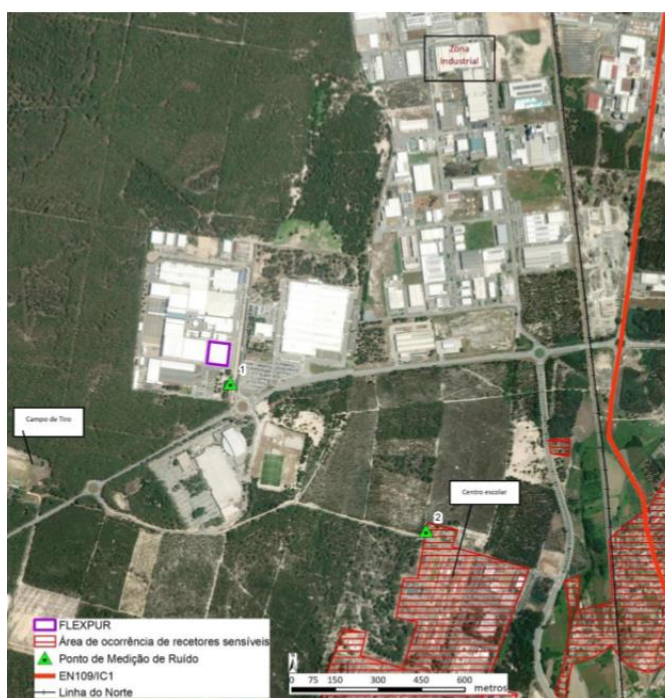 Zona
Industrial
1
Campo de Tiro
Centro escolar
2
FLEXPUR
Área de ocorrência de recetores sensíveis
Ponto de Medição de Ruído
EN109/IC1
Linha do Norte
N
0 75 150 300 450 600
metros